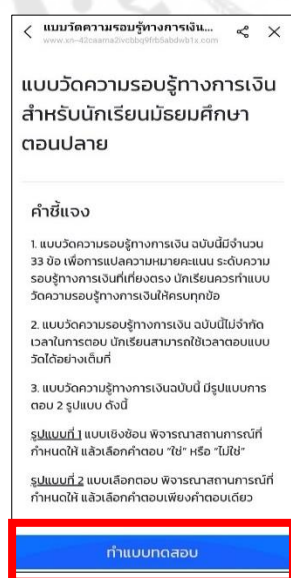 แบบวัดความรอบรู้ทางการเงิน...
แบบวัดความรอบรู้ทางการเงิน
สำหรับนักเรียนมัธยมศึกษา
ตอนปลาย
คำชี้แจง
1. แบบวัดความรอบรู้ทางการเงิน ฉบับนี้มีจำนวน
33 ข้อ เพื่อการแปลความหมายคะแนน ระดับความ
รอบรู้ทางการเงินที่เที่ยงตรง นักเรียนควรทำแบบ
วัดความรอบรู้ทางการเงินให้ครบทุกข้อ
2. แบบวัดความรอบรู้ทางการเงิน ฉบับนี้ไม่จำกัด
เวลาในการตอบ นักเรียนสามารถใช้เวลาตอบแบบ
วัดได้อย่างเต็มที่
3. แบบวัดความรู้ทางการเงินฉบับนี้ มีรูปแบบการ
ตอบ 2 รูปแบบ ดังนี้
รูปแบบที่ 1 แบบเชิงซ้อน พิจารณาสถานการณ์ที่
กำหนดให้ แล้วเลือกคำตอบ “ใช่” หรือ “ไม่ใช่”
รูปแบบที่ 2 แบบเลือกตอบ พิจารณาสถานการณ์ที่
กำหนดให้ แล้วเลือกคำตอบเพียงคำตอบเดียว
ทำแบบทดสอบ